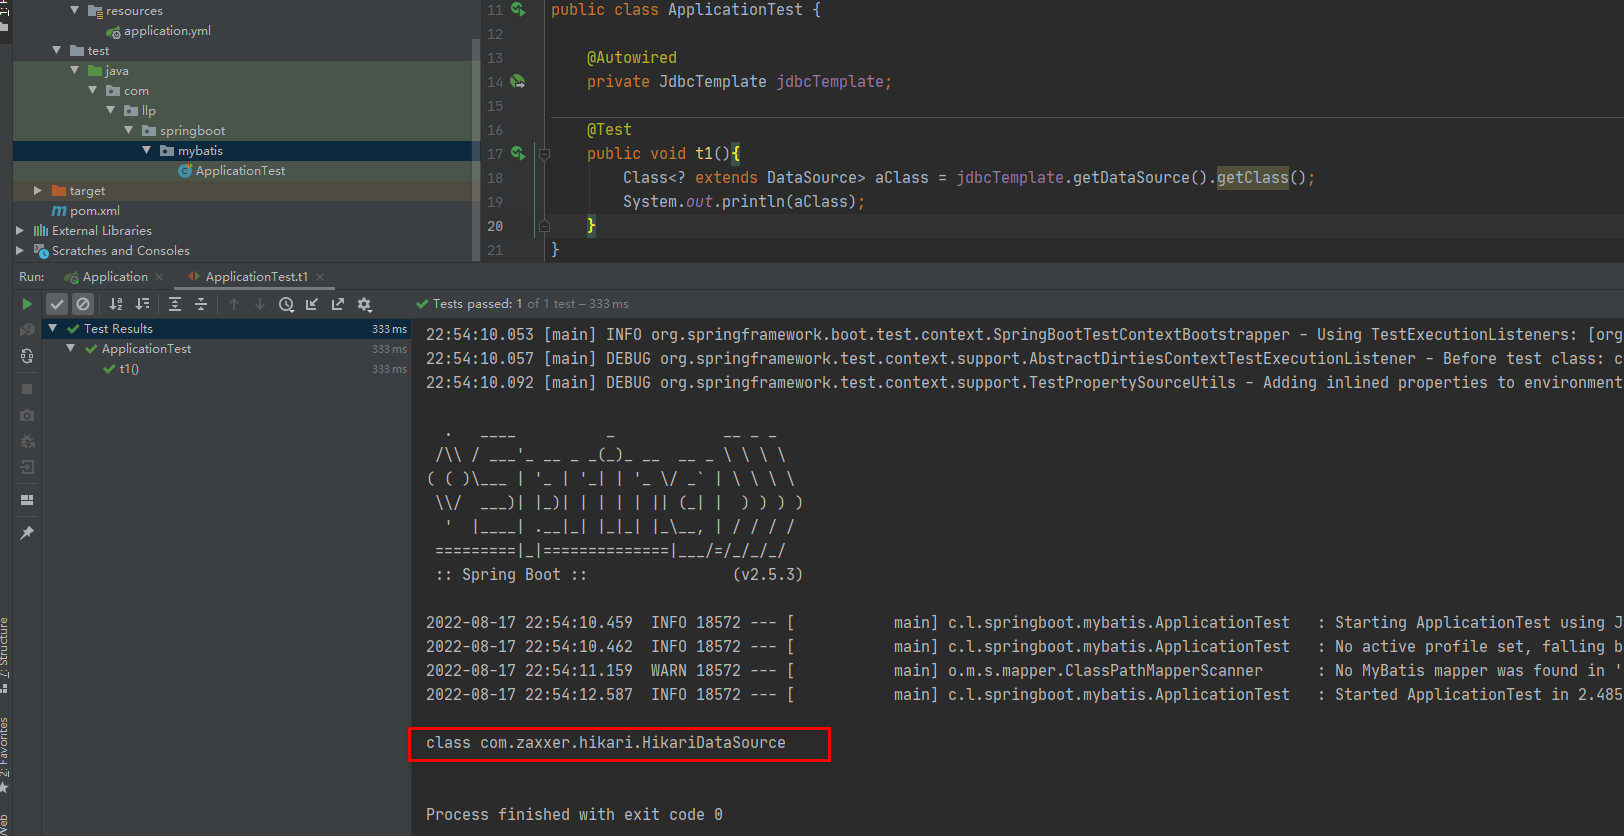 resources
application.yml
test
java
com
llp
springboot
mybatis
ApplicationTest
target
pom.xml
External Libraries
Scratches and Consoles
11 public class ApplicationTest {
12
13 @Autowired
14 private JdbcTemplate jdbcTemplate;
15
16 @Test
17 public void t1(){
18 Class<? extends DataSource> aClass = jdbcTemplate.getDataSource().getClass();
19 System.out.println(aClass);
20 }
21 }
Run: Application ApplicationTest.t1
Tests passed: 1 of 1 test – 333 ms
Test Results 333 ms
ApplicationTest 333 ms
t1() 333 ms
22:54:10.053 [main] INFO org.springframework.boot.test.context.SpringBootTestContextBootstrapper - Using TestExecutionListeners: [org
22:54:10.057 [main] DEBUG org.springframework.test.context.support.AbstractDirtiesContextTestExecutionListener - Before test class: c
22:54:10.092 [main] DEBUG org.springframework.test.context.support.TestPropertySourceUtils - Adding inlined properties to environment
  .   ____          _            __ _ _
 /\\ / ___'_ __ _ _(_)_ __  __ _ \ \ \ \
( ( )\___ | '_ | '_| | '_ \/ _` | \ \ \ \
 \\/  ___)| |_)| | | | | || (_| |  ) ) ) )
  '  |____| .__|_| |_|_| |_\__, | / / / /
 =========|_|==============|___/=/_/_/_/
 :: Spring Boot ::                (v2.5.3)
2022-08-17 22:54:10.459  INFO 18572 --- [           main] c.l.springboot.mybatis.ApplicationTest   : Starting ApplicationTest using J
2022-08-17 22:54:10.462  INFO 18572 --- [           main] c.l.springboot.mybatis.ApplicationTest   : No active profile set, falling b
2022-08-17 22:54:11.159  WARN 18572 --- [           main] o.m.s.mapper.ClassPathMapperScanner      : No MyBatis mapper was found in '
2022-08-17 22:54:12.587  INFO 18572 --- [           main] c.l.springboot.mybatis.ApplicationTest   : Started ApplicationTest in 2.485
class com.zaxxer.hikari.HikariDataSource
Process finished with exit code 0
7: Structure
2: Favorites
Web